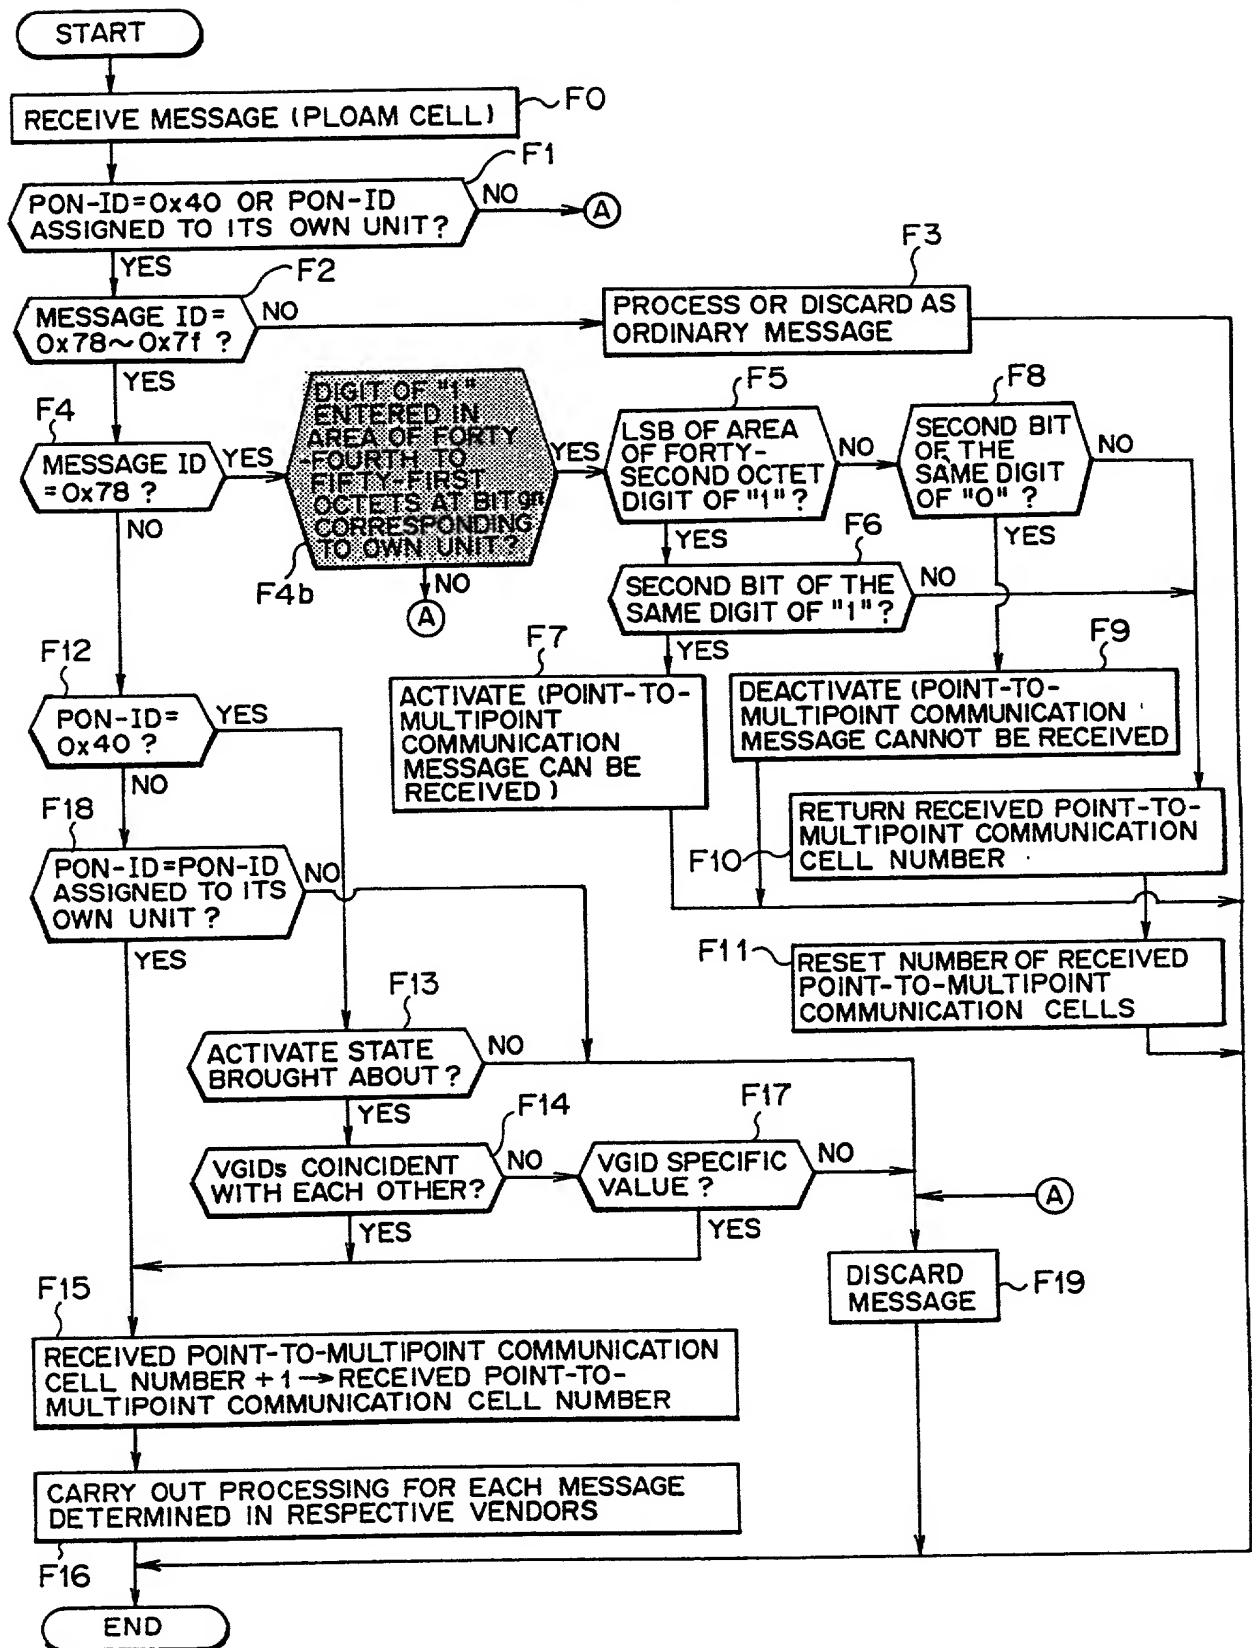 START
RECEIVE MESSAGE (PLOAM CELL)
F0
F1
PON-ID=0x40 OR PON-ID
ASSIGNED TO ITS OWN UNIT?
NO
A
YES
F2
F3
MESSAGE ID=
0x78~0x7f ?
NO
PROCESS OR DISCARD AS
ORDINARY MESSAGE
YES
F4
MESSAGE ID
=0x78 ?
YES
NO
DIGIT OF "1"
ENTERED IN
AREA OF FORTY
-FOURTH TO
FIFTY-FIRST
OCTETS AT BIT gn
CORRESPONDING
TO OWN UNIT?
F4b
YES
NO
A
F5
LSB OF AREA
OF FORTY-
SECOND OCTET
DIGIT OF "1"?
NO
YES
F8
SECOND BIT
OF THE
SAME DIGIT
OF "0" ?
NO
YES
F6
SECOND BIT OF THE
SAME DIGIT OF "1"?
NO
YES
F7
ACTIVATE (POINT-TO-
MULTIPOINT
COMMUNICATION
MESSAGE CAN BE
RECEIVED)
F9
DEACTIVATE (POINT-TO-
MULTIPOINT COMMUNICATION
MESSAGE CANNOT BE RECEIVED
F10
RETURN RECEIVED POINT-TO-
MULTIPOINT COMMUNICATION
CELL NUMBER
F11
RESET NUMBER OF RECEIVED
POINT-TO-MULTIPOINT
COMMUNICATION CELLS
F12
PON-ID=
0x40 ?
YES
NO
F18
PON-ID=PON-ID
ASSIGNED TO ITS
OWN UNIT ?
NO
YES
F13
ACTIVATE STATE
BROUGHT ABOUT ?
NO
YES
F14
VGIDs COINCIDENT
WITH EACH OTHER?
NO
YES
F17
VGID SPECIFIC
VALUE ?
NO
YES
A
DISCARD
MESSAGE
F19
F15
RECEIVED POINT-TO-MULTIPOINT COMMUNICATION
CELL NUMBER +1→RECEIVED POINT-TO-
MULTIPOINT COMMUNICATION CELL NUMBER
CARRY OUT PROCESSING FOR EACH MESSAGE
DETERMINED IN RESPECTIVE VENDORS
F16
END